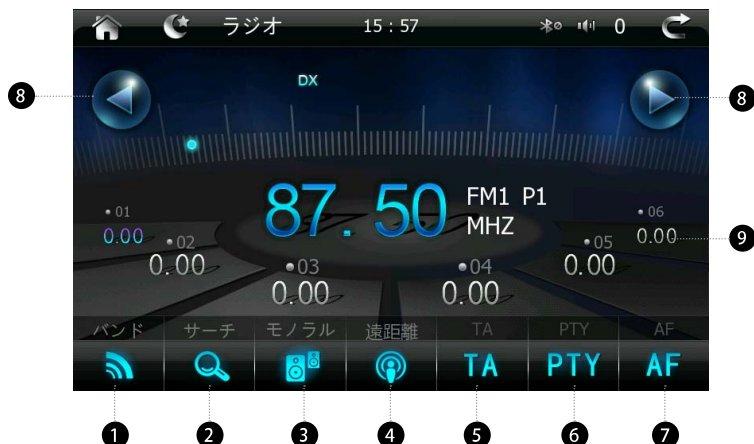 ラジオ 15:57 0
DX
8 8
87.50 FM1 P1
MHZ
01 06
0.00 02 05 0.00 9
0.00 03 04 0.00
0.00 0.00
バンド サーチ モノラル 遠距離 TA PTY AF
TA PTY AF
1 2 3 4 5 6 7